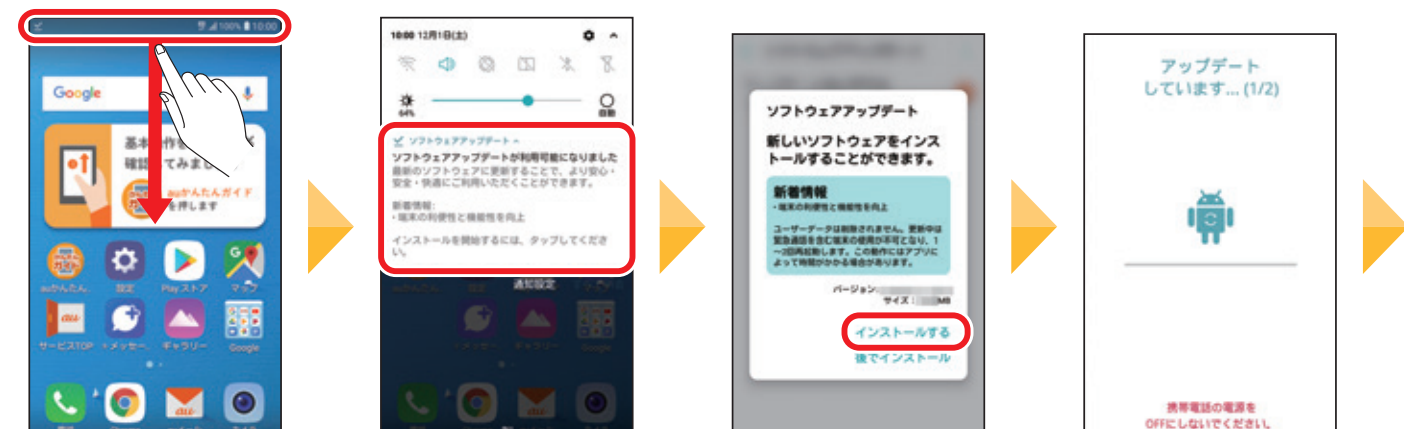 100% 10:00
Google
基本
作を
確認
てみまし
auかんたんガイド
を押します
かんたん
ガイド
auかんたん...
設定
Playストア
マップ
au
サービスTOP
+メッセー...
ギャラリー
Google
au
10:00 12月1日(土)
64%
自動
ソフトウェアアップデート
ソフトウェアアップデートが利用可能になりました
最新のソフトウェアに更新することで、より安心・
安全・快適にご利用いただくことができます。
新着情報:
・端末の利便性と機能性を向上
インストールを開始するには、タップしてくださ
い。
通知設定
ソフトウェアアップデート
新しいソフトウェアをインス
トールすることができます。
新着情報
・端末の利便性と機能性を向上
ユーザーデータは削除されません。更新中は
緊急通話を含む端末の使用が不可となり、1
～2回再起動します。この動作にはアプリに
よって時間がかかる場合があります。
バージョン:
サイズ: MB
インストールする
後でインストール
アップデート
しています... (1/2)
携帯電話の電源を
OFFにしないでください。